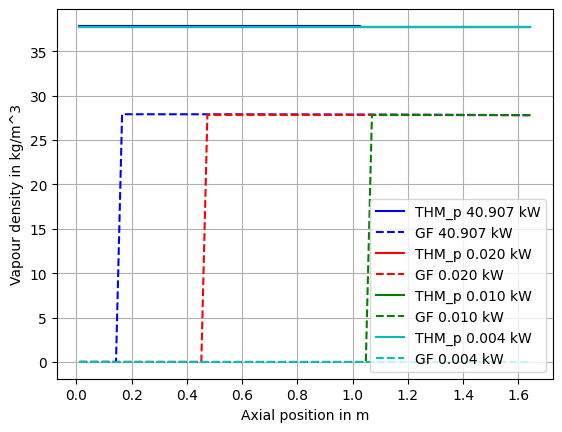 35
30
25
20
15
10
5
0
Vapour density in kg/m^3
THM_p 40.907 kW
GF 40.907 kW
THM_p 0.020 kW
GF 0.020 kW
THM_p 0.010 kW
GF 0.010 kW
THM_p 0.004 kW
GF 0.004 kW
0.0 0.2 0.4 0.6 0.8 1.0 1.2 1.4 1.6
Axial position in m